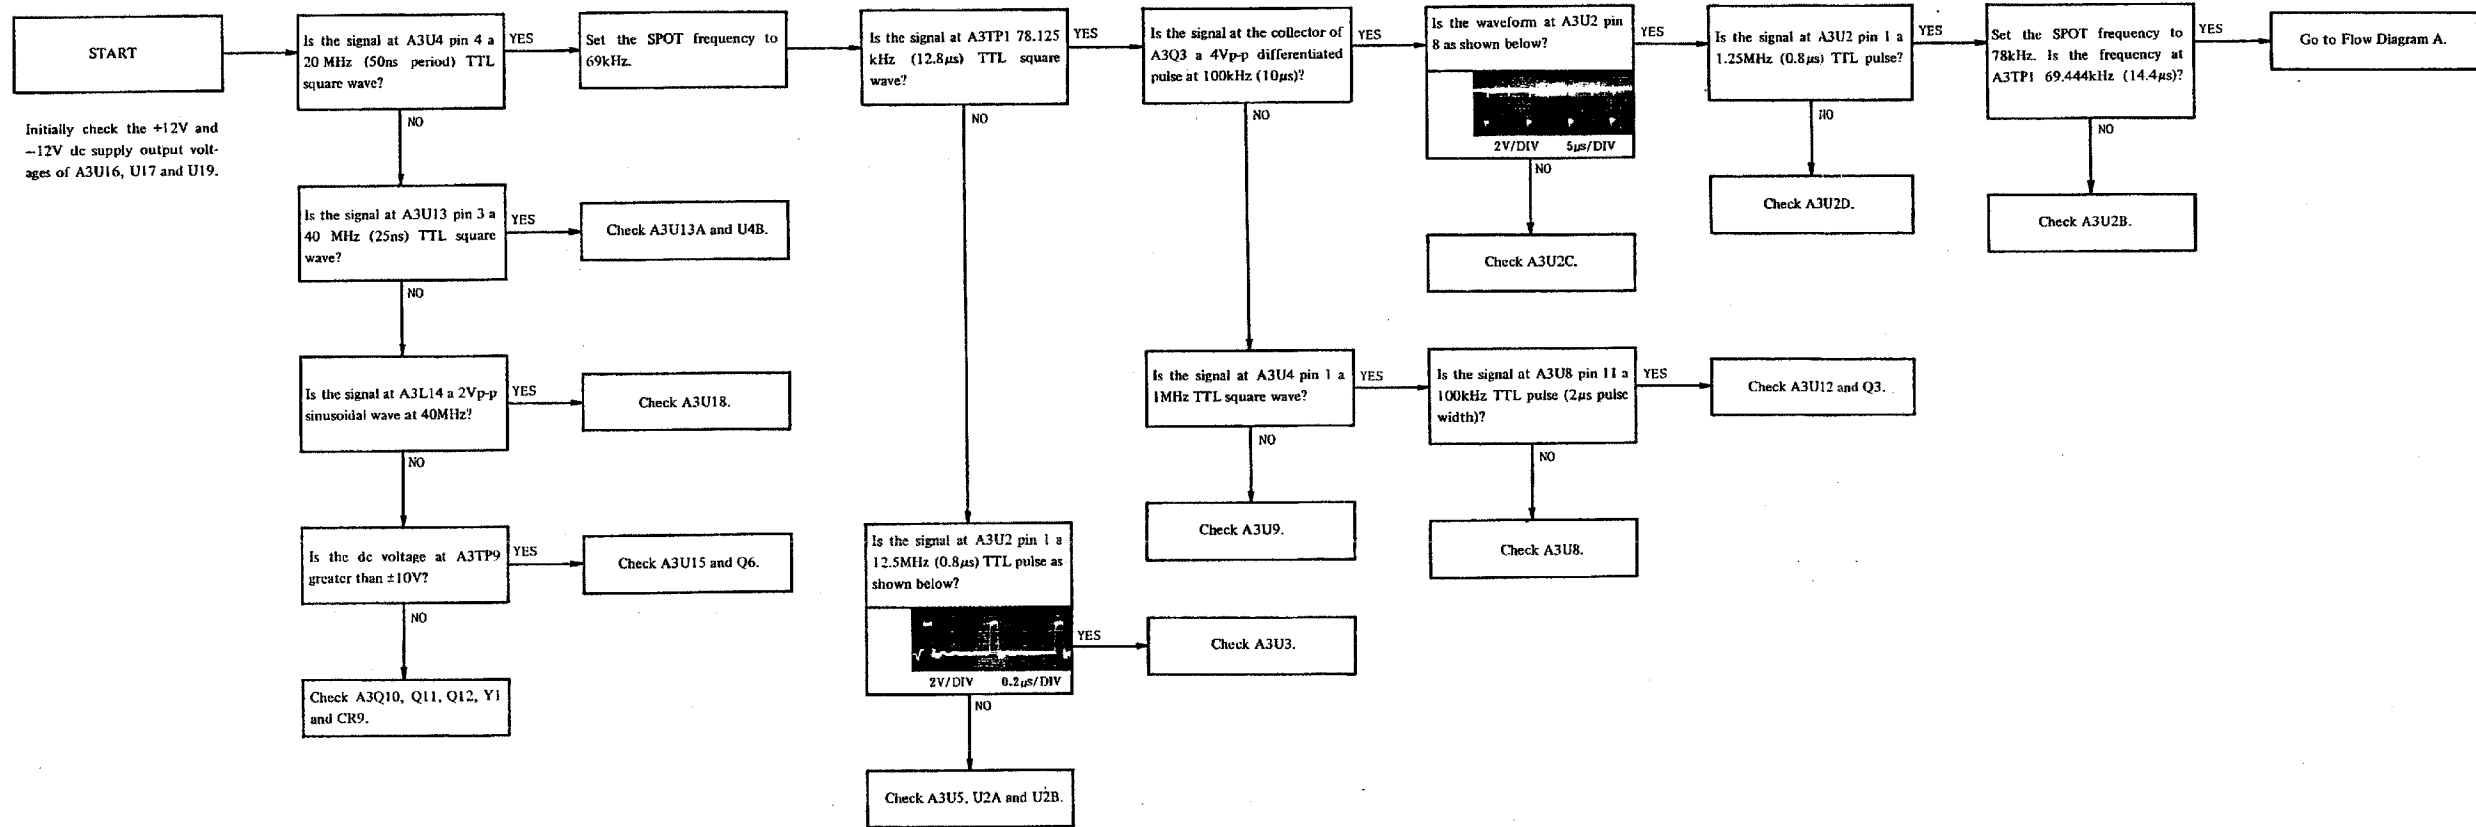 START
Initially check the +12V and
−12V dc supply output volt-
ages of A3U16, U17 and U19.
Is the signal at A3U4 pin 4 a
20 MHz (50ns period) TTL
square wave?
YES
NO
Set the SPOT frequency to
69kHz.
Is the signal at A3TP1 78.125
kHz (12.8μs) TTL square
wave?
YES
NO
Is the signal at the collector of
A3Q3 a 4Vp-p differentiated
pulse at 100kHz (10μs)?
YES
NO
Is the waveform at A3U2 pin
8 as shown below?
2V/DIV 5μs/DIV
YES
NO
Is the signal at A3U2 pin 1 a
1.25MHz (0.8μs) TTL pulse?
YES
NO
Set the SPOT frequency to
78kHz. Is the frequency at
A3TP1 69.444kHz (14.4μs)?
YES
NO
Go to Flow Diagram A.
Is the signal at A3U13 pin 3 a
40 MHz (25ns) TTL square
wave?
YES
NO
Check A3U13A and U4B.
Check A3U2C.
Check A3U2D.
Check A3U2B.
Is the signal at A3L14 a 2Vp-p
sinusoidal wave at 40MHz?
YES
NO
Check A3U18.
Is the signal at A3U4 pin 1 a
1MHz TTL square wave?
YES
NO
Is the signal at A3U8 pin 11 a
100kHz TTL pulse (2μs pulse
width)?
YES
NO
Check A3U12 and Q3.
Check A3U9.
Check A3U8.
Is the dc voltage at A3TP9
greater than ±10V?
YES
NO
Check A3U15 and Q6.
Is the signal at A3U2 pin 1 a
12.5MHz (0.8μs) TTL pulse as
shown below?
2V/DIV 0.2μs/DIV
YES
NO
Check A3U3.
Check A3Q10, Q11, Q12, Y1
and CR9.
Check A3U5, U2A and U2B.